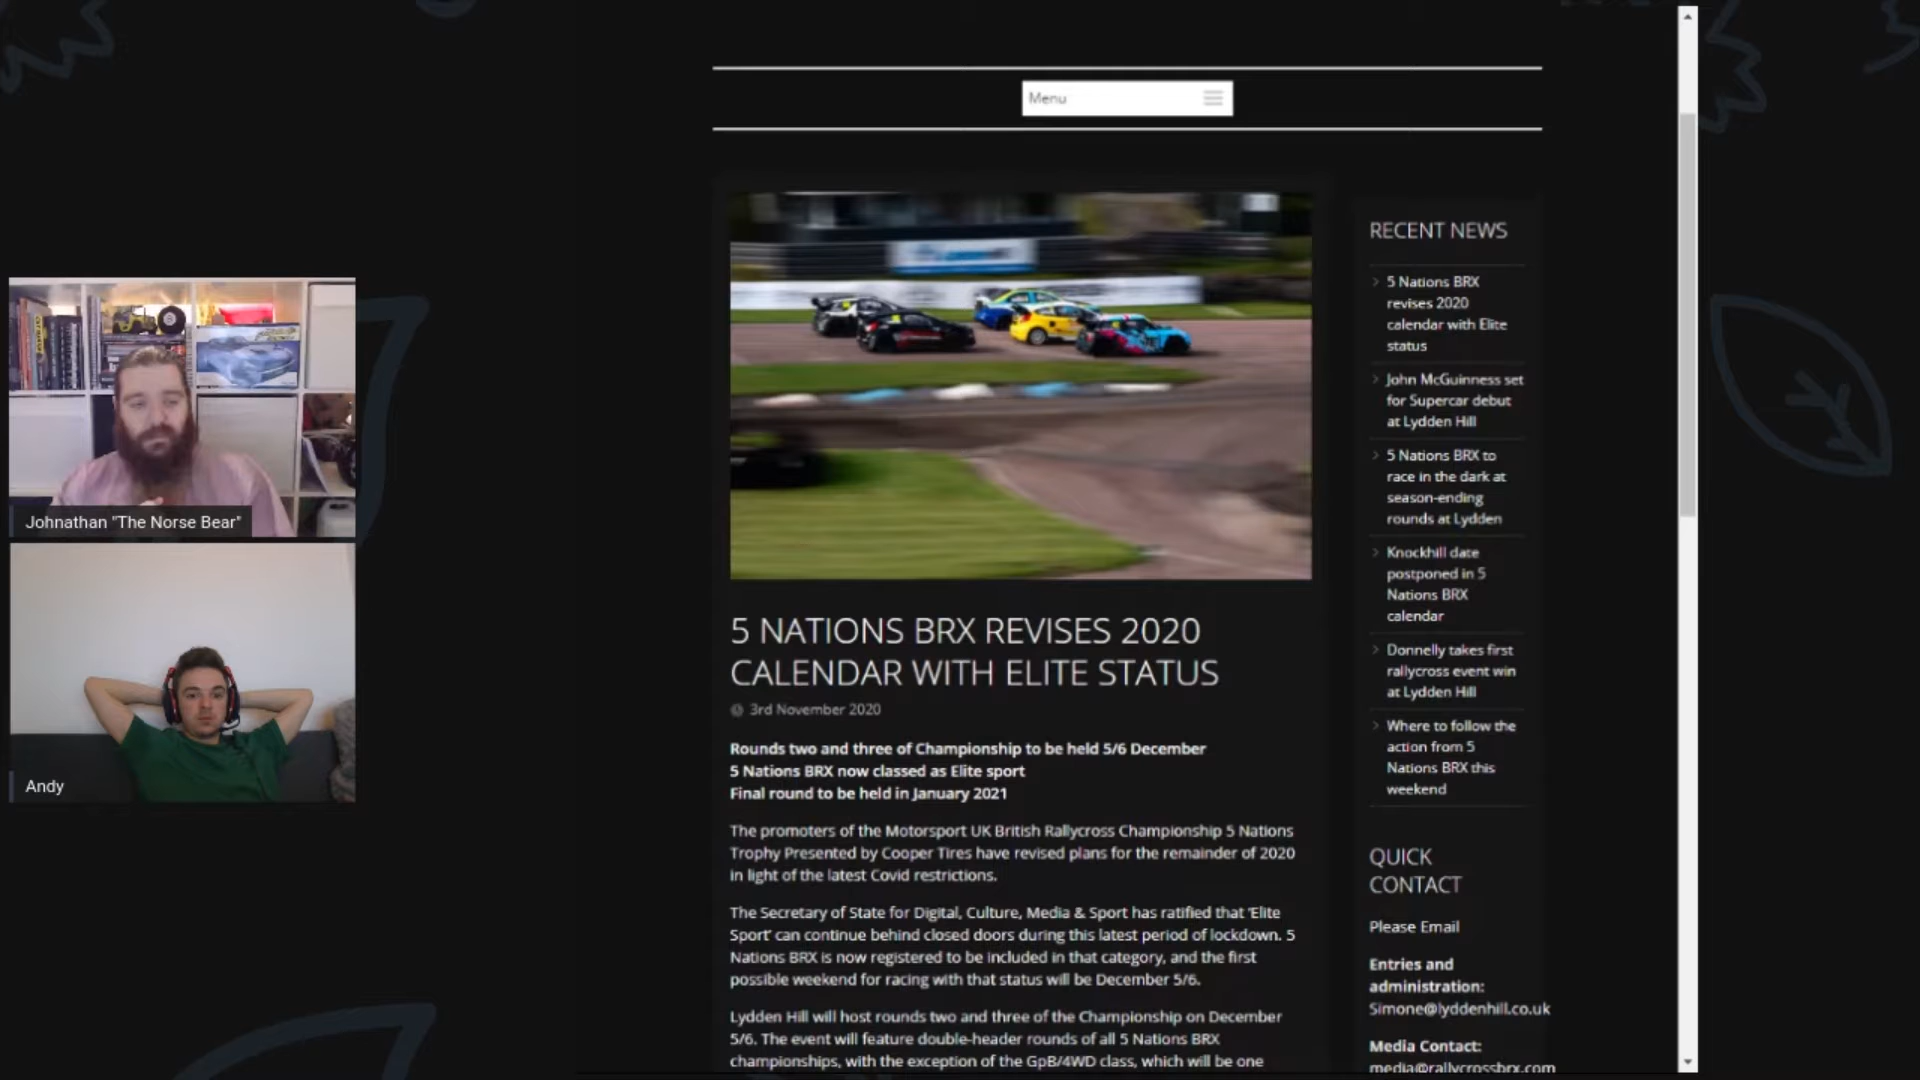 Menu
5 NATIONS BRX REVISES 2020
CALENDAR WITH ELITE STATUS
3rd November 2020
Rounds two and three of Championship to be held 5/6 December
5 Nations BRX now classed as Elite sport
Final round to be held in January 2021
The promoters of the Motorsport UK British Rallycross Championship 5 Nations
Trophy Presented by Cooper Tires have revised plans for the remainder of 2020
in light of the latest Covid restrictions.
The Secretary of State for Digital, Culture, Media & Sport has ratified that ‘Elite
Sport’ can continue behind closed doors during this latest period of lockdown. 5
Nations BRX is now registered to be included in that category, and the first
possible weekend for racing with that status will be December 5/6.
Lydden Hill will host rounds two and three of the Championship on December
5/6. The event will feature double-header rounds of all 5 Nations BRX
championships, with the exception of the GpB/4WD class, which will be one
RECENT NEWS
5 Nations BRX
revises 2020
calendar with Elite
status
John McGuinness set
for Supercar debut
at Lydden Hill
5 Nations BRX to
race in the dark at
season-ending
rounds at Lydden
Knockhill date
postponed in 5
Nations BRX
calendar
Donnelly takes first
rallycross event win
at Lydden Hill
Where to follow the
action from 5
Nations BRX this
weekend
QUICK
CONTACT
Please Email
Entries and
administration:
Simone@lyddenhill.co.uk
Media Contact:
media@rallycrossbrx.com
Johnathan "The Norse Bear"
Andy